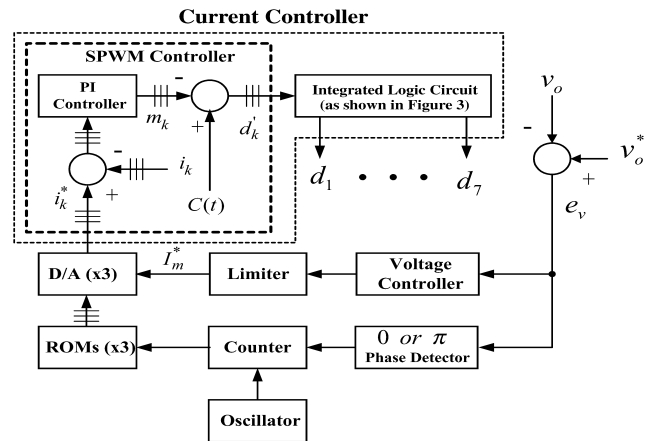 Current Controller
SPWM Controller
PI
Controller
-
m_k
+
d_k^'
Integrated Logic Circuit
(as shown in Figure 3)
v_o
-
v_o^*
+
e_v
-
i_k
i_k^*
+
C(t)
d_1
• • •
d_7
D/A (x3)
I_m^*
Limiter
Voltage
Controller
ROMs (x3)
Counter
0 or π
Phase Detector
Oscillator